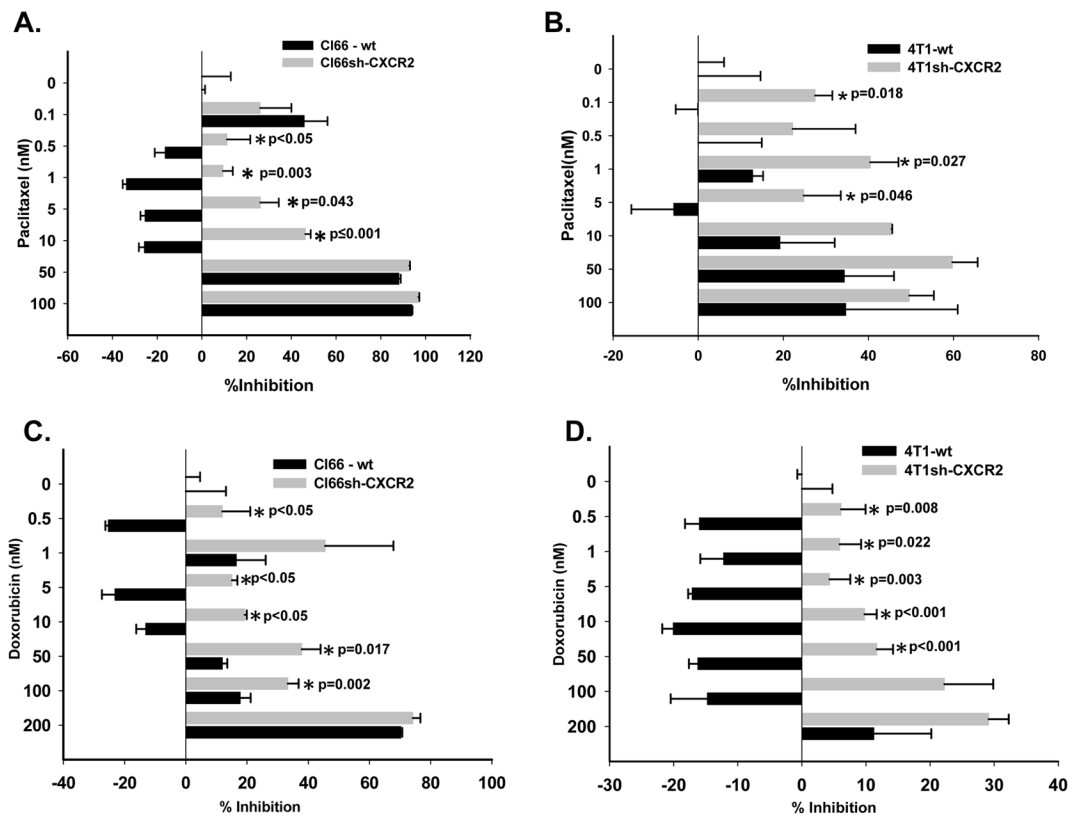 A.
Cl66 - wt
Cl66sh-CXCR2
Paclitaxel (nM)
0
0.1
0.5 * p<0.05
1 * p=0.003
5 * p=0.043
10 * p≤0.001
50
100
-60 -40 -20 0 20 40 60 80 100 120
%Inhibition
B.
4T1-wt
4T1sh-CXCR2
Paclitaxel(nM)
0
0.1 * p=0.018
0.5
1 * p=0.027
6 * p=0.046
10
50
100
-20 0 20 40 60 80
%Inhibition
C.
Cl66 - wt
Cl66sh-CXCR2
Doxorubicin (nM)
0
0.5 * p<0.05
1
5 *p<0.05
10 * p<0.05
50 * p=0.017
100 * p=0.002
200
-40 -20 0 20 40 60 80 100
% Inhibition
D.
4T1-wt
4T1sh-CXCR2
Doxorubicin (nM)
0
0.5 * p=0.008
1 * p=0.022
5 * p=0.003
10 * p<0.001
50 * p<0.001
100
200
-30 -20 -10 0 10 20 30 40
% Inhibition